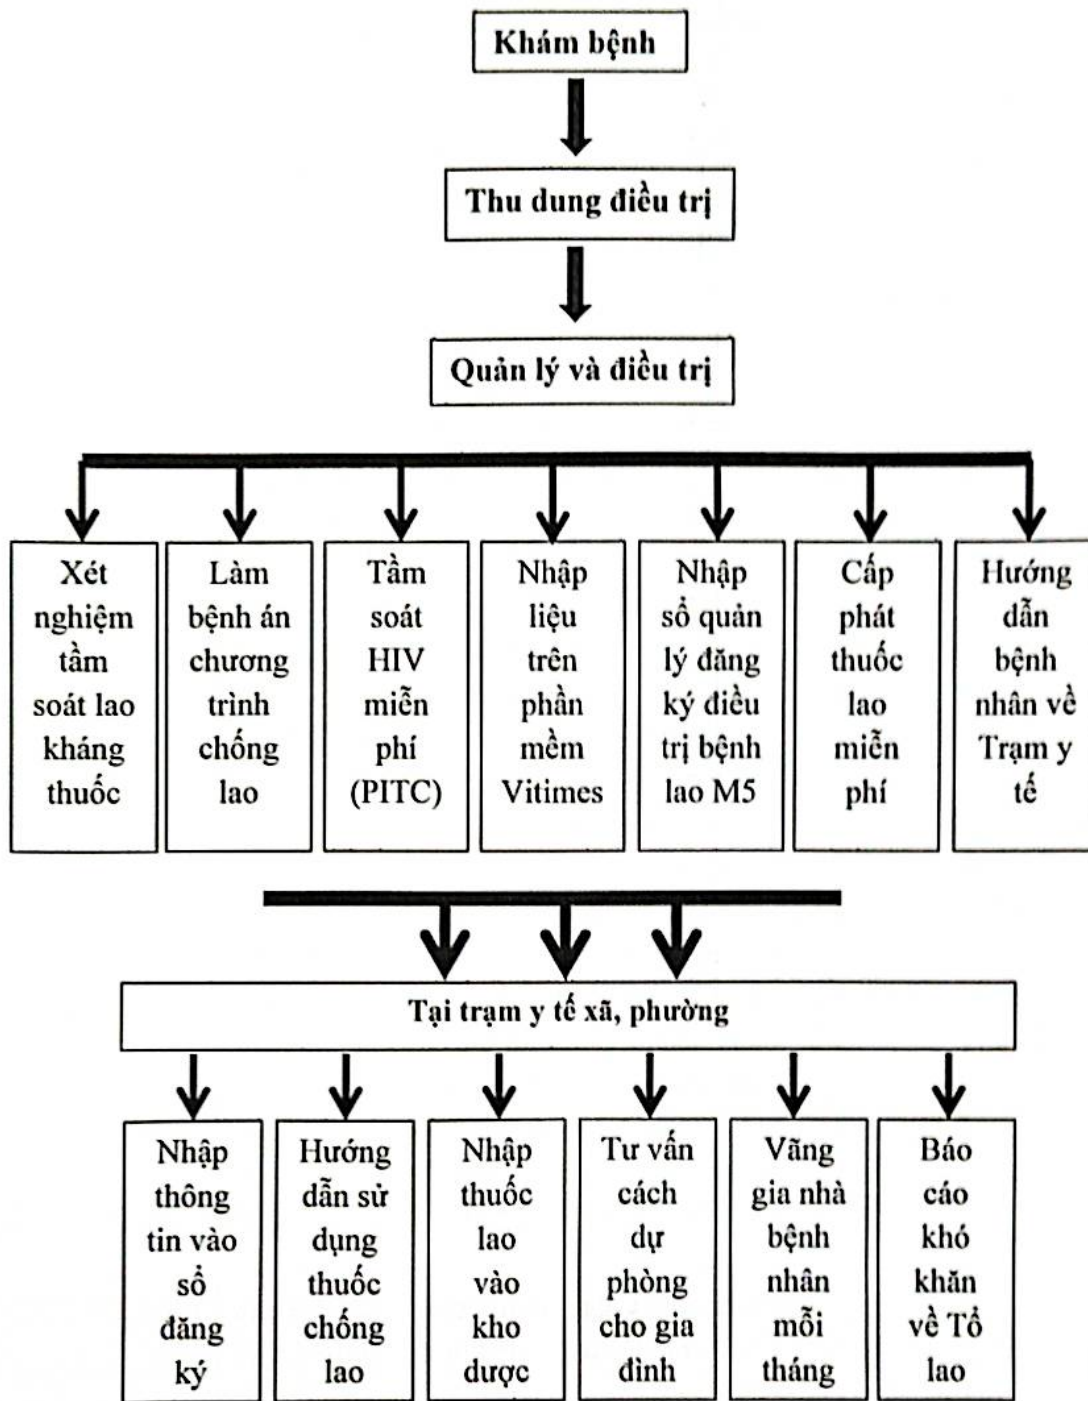 Khám bệnh
Thu dung điều trị
Quản lý và điều trị
Xét
nghiệm
tầm
soát lao
kháng
thuốc
Làm
bệnh án
chương
trình
chống
lao
Tầm
soát
HIV
miễn
phí
(PITC)
Nhập
liệu
trên
phần
mềm
Vitimes
Nhập
sổ quản
lý đăng
ký điều
trị bệnh
lao M5
Cấp
phát
thuốc
lao
miễn
phí
Hướng
dẫn
bệnh
nhân về
Trạm y
tế
Tại trạm y tế xã, phường
Nhập
thông
tin vào
sổ
đăng
ký
Hướng
dẫn sử
dụng
thuốc
chống
lao
Nhập
thuốc
lao
vào
kho
dược
Tư vấn
cách
dự
phòng
cho gia
đình
Vãng
gia nhà
bệnh
nhân
mỗi
tháng
Báo
cáo
khó
khăn
về Tổ
lao